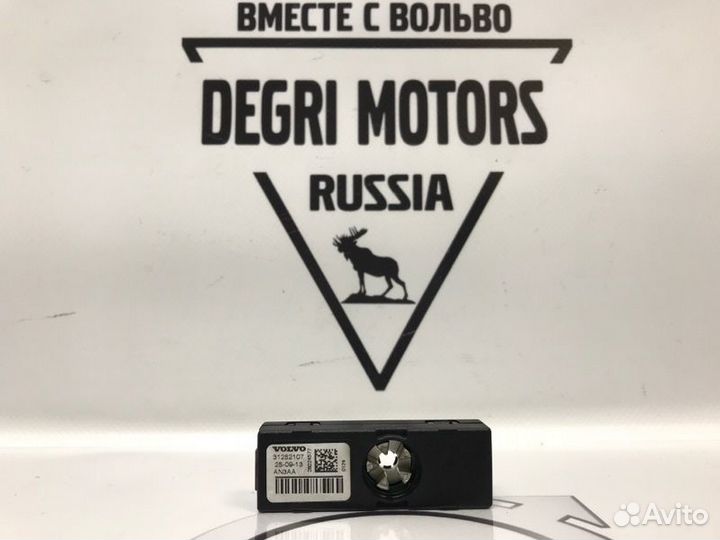 ВМЕСТЕ С ВОЛЬВО
DEGRI MOTORS
RUSSIA
VOLVO
31282107
25-09-13
AN3AA
Avito